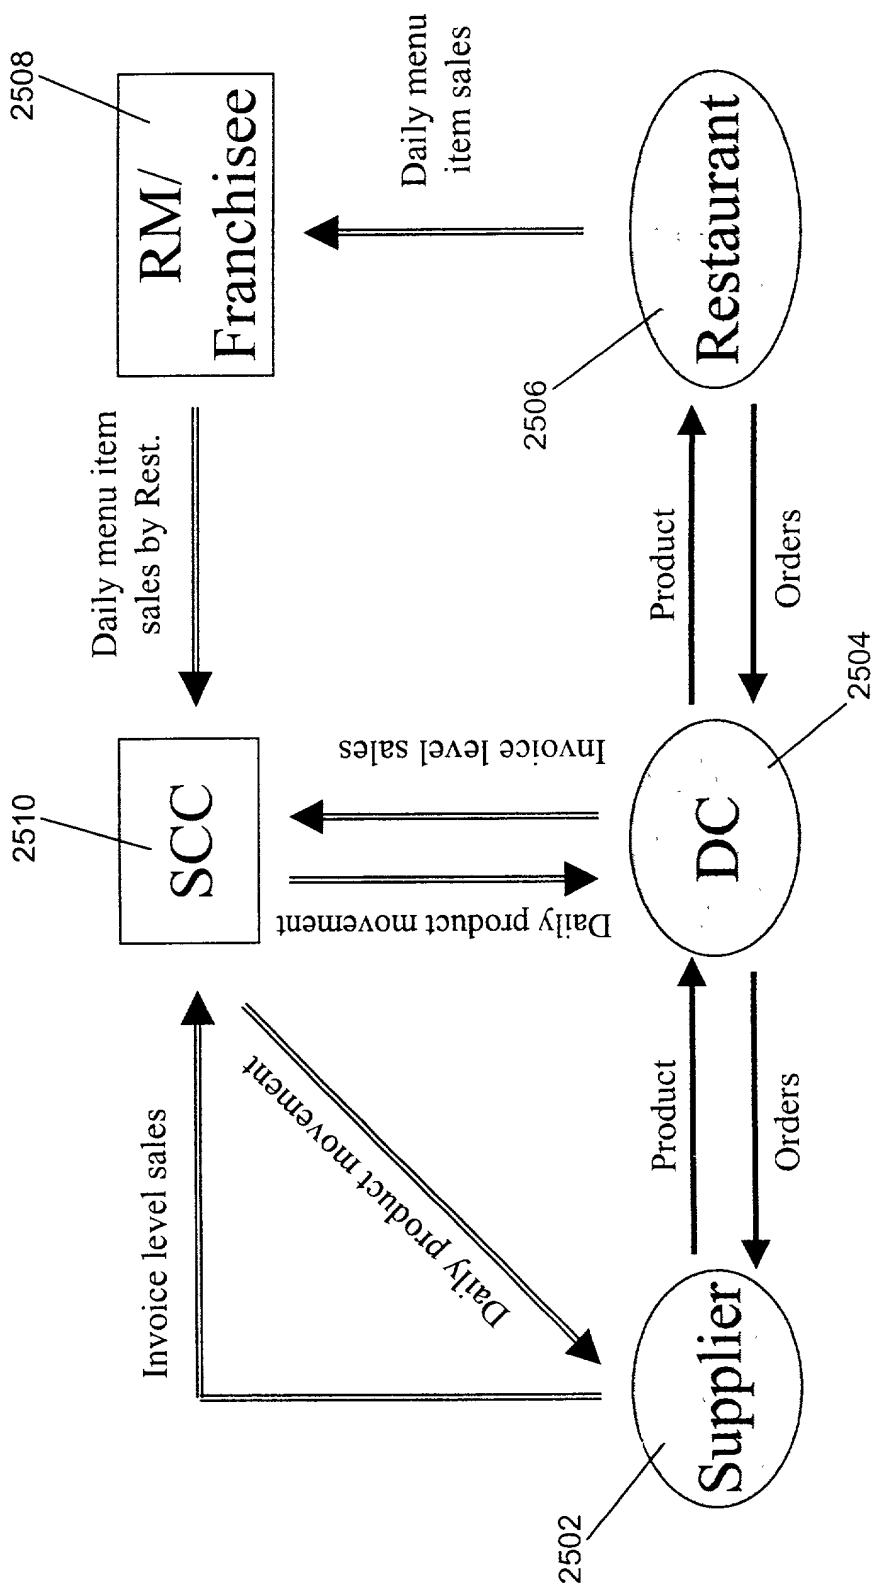 2510
2508
SCC
Daily menu item
sales by Rest.
RM/
Franchisee
Invoice level sales
Daily product movement
Daily product movement
Invoice level sales
Daily menu
item sales
2506
2502
Supplier
Product
Orders
DC
2504
Product
Orders
Restaurant